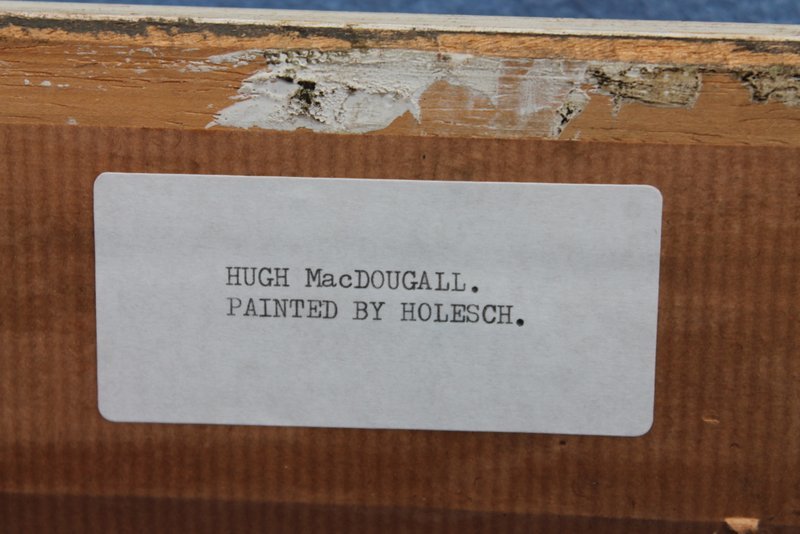 HUGH MacDOUGALL.
PAINTED BY HOLESCH.